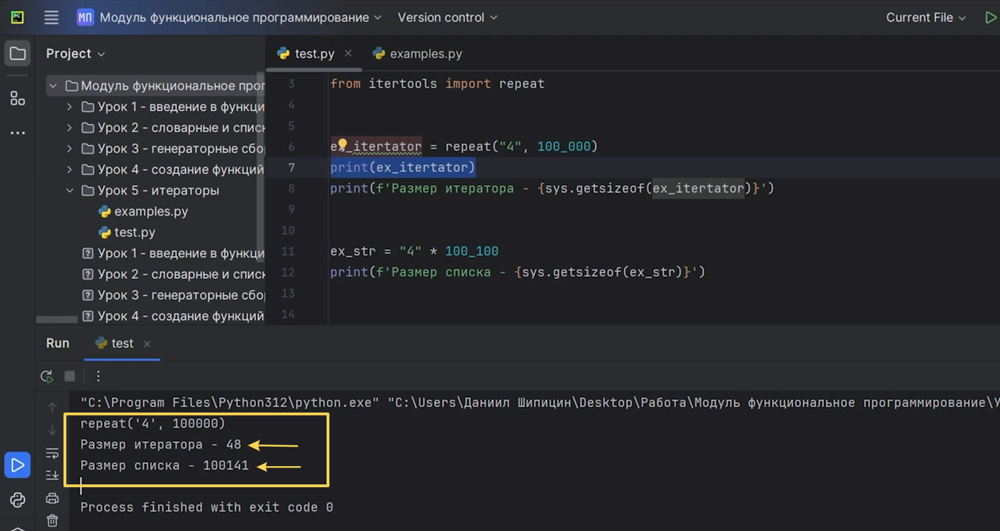 PC
МП Модуль функциональное программирование Version control Current File
Project
test.py
examples.py
Модуль функциональное прог
Урок 1 - введение в функци
Урок 2 - словарные и списк
Урок 3 - генераторные сбор
Урок 4 - создание функций
Урок 5 - итераторы
examples.py
test.py
Урок 1 - введение в функци
Урок 2 - словарные и списк
Урок 3 - генераторные сбор
Урок 4 - создание функций
3 from itertools import repeat
4
5
6 ex_itertator = repeat("4", 100_000)
7 print(ex_itertator)
8 print(f'Размер итератора - {sys.getsizeof(ex_itertator)}')
9
10
11 ex_str = "4" * 100_100
12 print(f'Размер списка - {sys.getsizeof(ex_str)}')
13
14
Run test
"C:\Program Files\Python312\python.exe" "C:\Users\Даниил Шипицин\Desktop\Работа\Модуль функциональное программирование\У
repeat('4', 100000)
Размер итератора - 48
Размер списка - 100141
Process finished with exit code 0